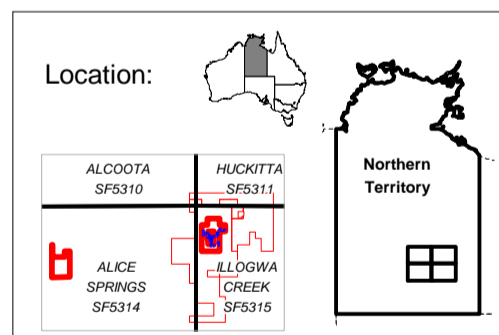 Location:
Northern
Territory
ALCOOTA
SF5310
HUCKITTA
SF5311
ALICE
SPRINGS
SF5314
ILLOGWA
CREEK
SF5315